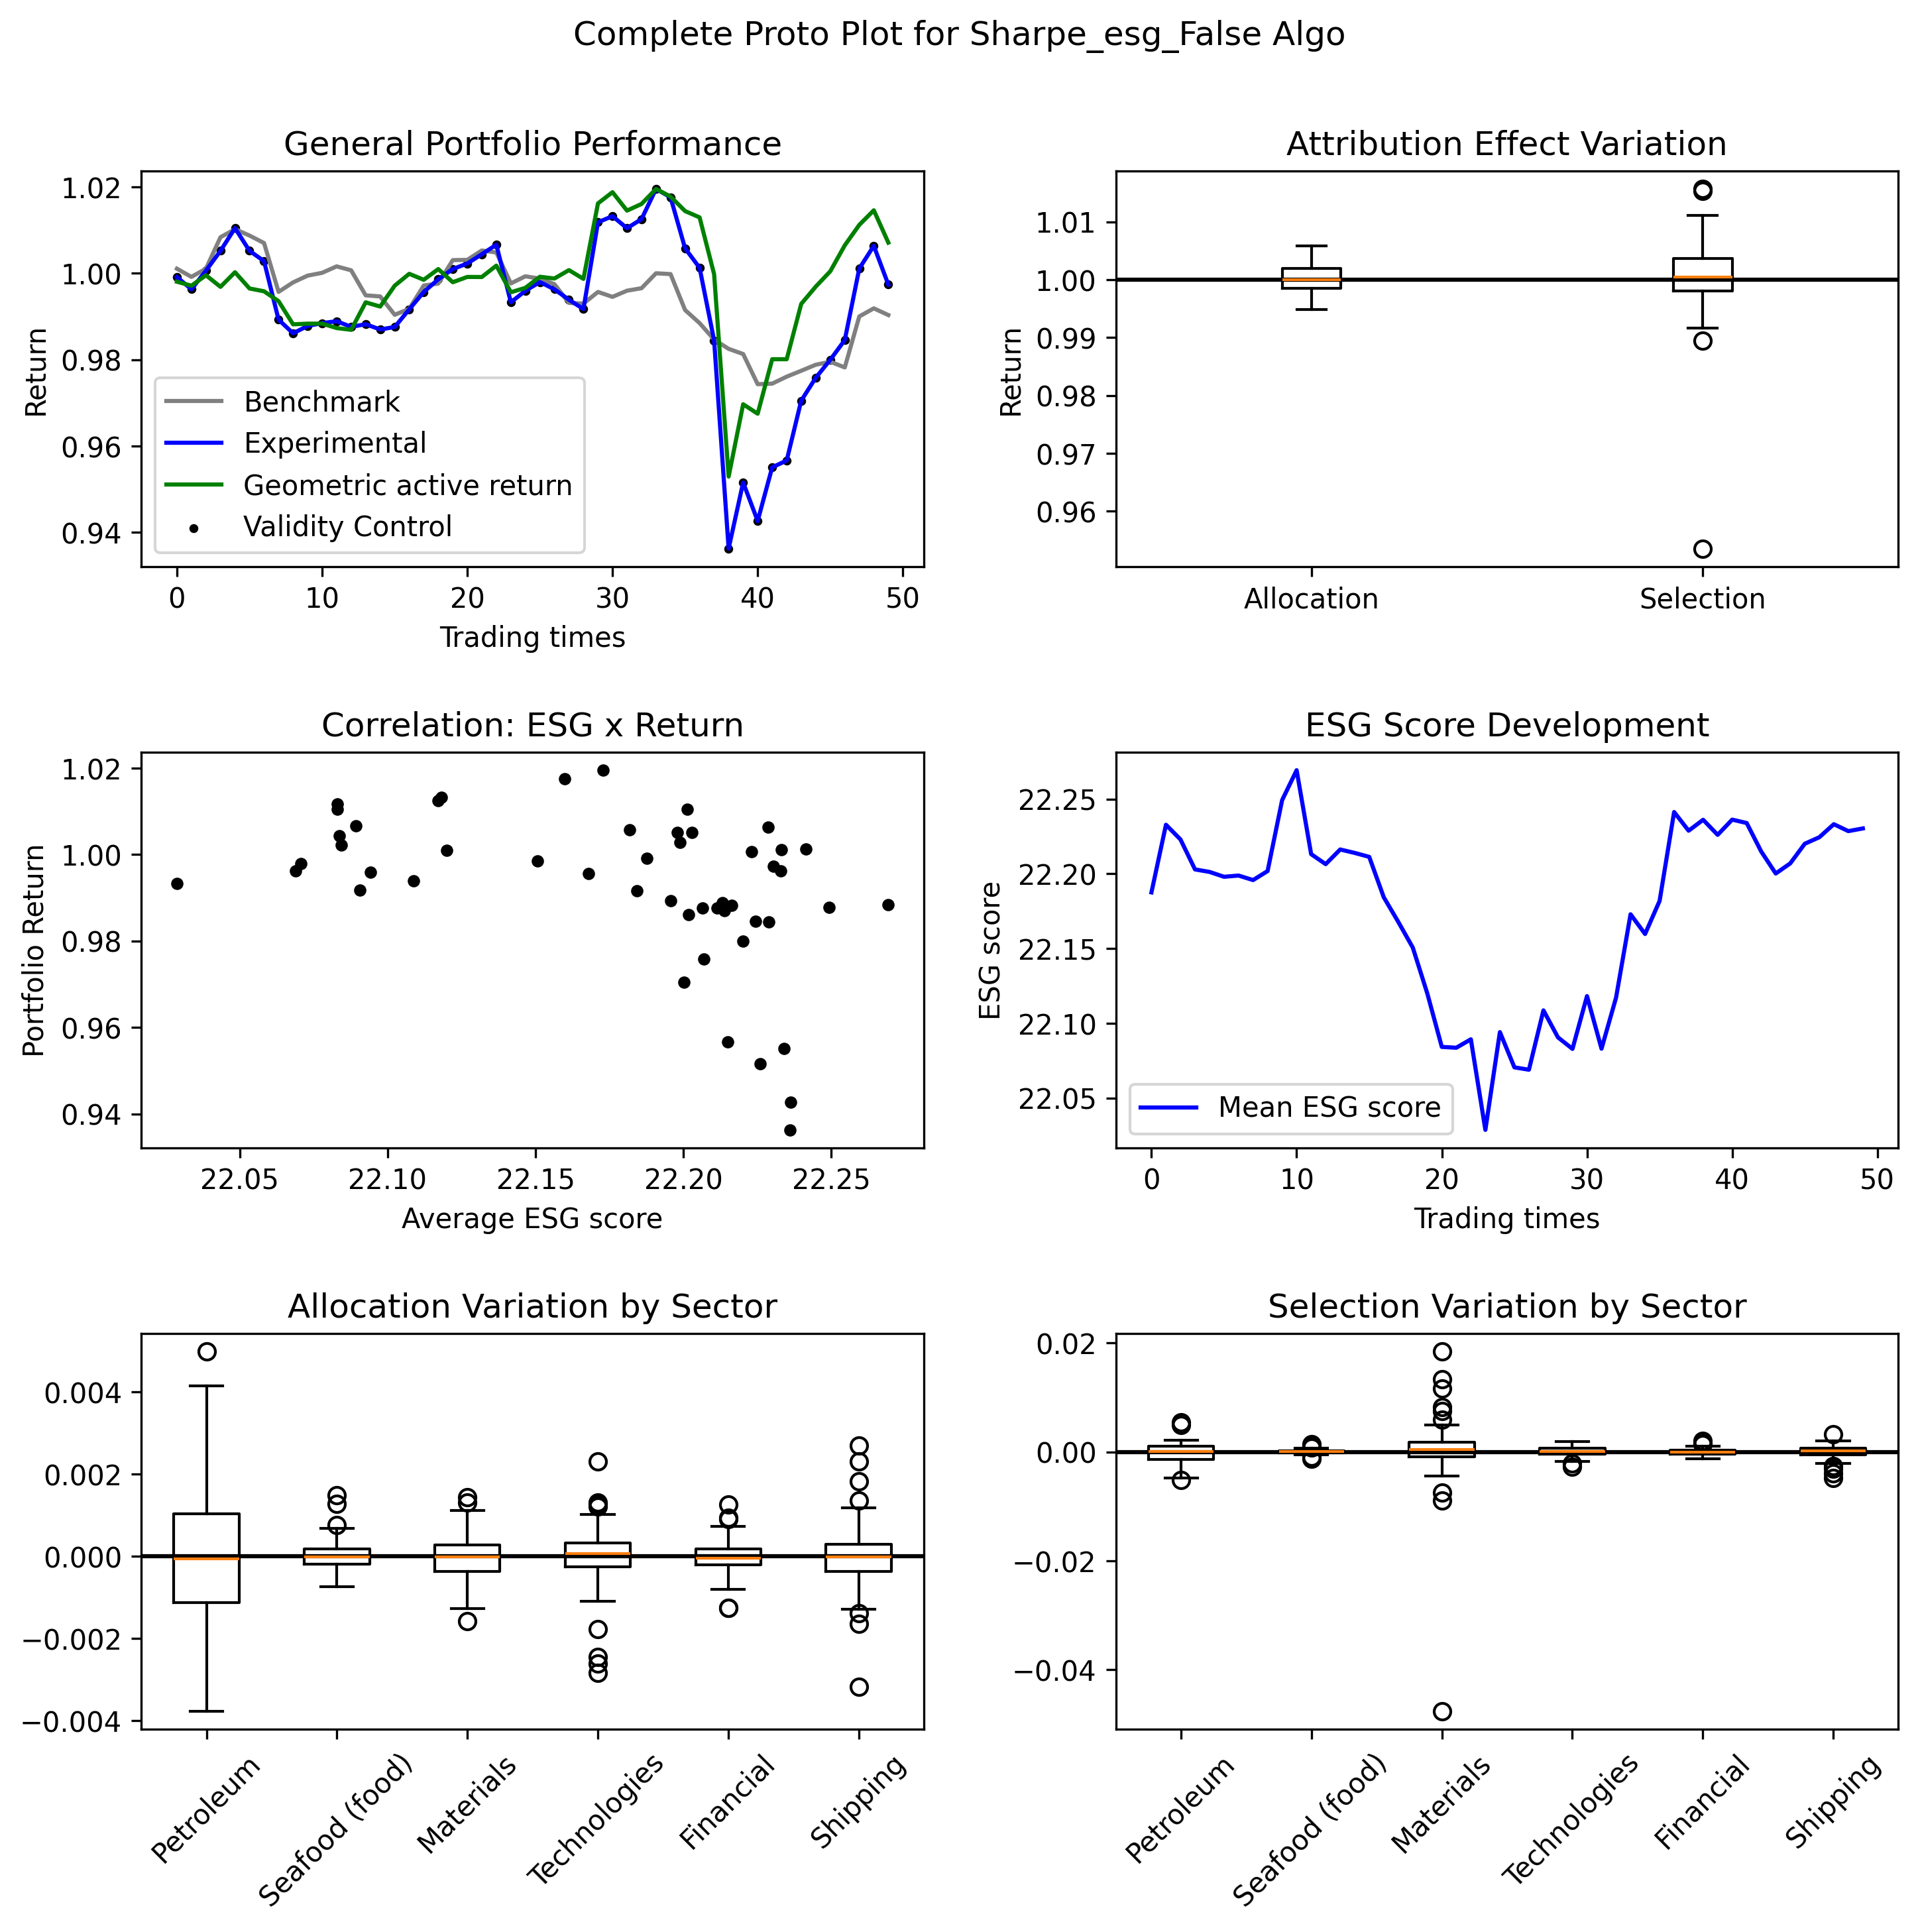 Complete Proto Plot for Sharpe_esg_False Algo
General Portfolio Performance
1.02
1.00
0.98
0.96
0.94
Return
Benchmark
Experimental
Geometric active return
Validity Control
0 10 20 30 40 50
Trading times
Attribution Effect Variation
1.01
1.00
0.99
0.98
0.97
0.96
Return
Allocation Selection
Correlation: ESG x Return
1.02
1.00
0.98
0.96
0.94
Portfolio Return
22.05 22.10 22.15 22.20 22.25
Average ESG score
ESG Score Development
22.25
22.20
22.15
22.10
22.05
ESG score
Mean ESG score
0 10 20 30 40 50
Trading times
Allocation Variation by Sector
0.004
0.002
0.000
−0.002
−0.004
Petroleum
Seafood (food)
Materials
Technologies
Financial
Shipping
Selection Variation by Sector
0.02
0.00
−0.02
−0.04
Petroleum
Seafood (food)
Materials
Technologies
Financial
Shipping